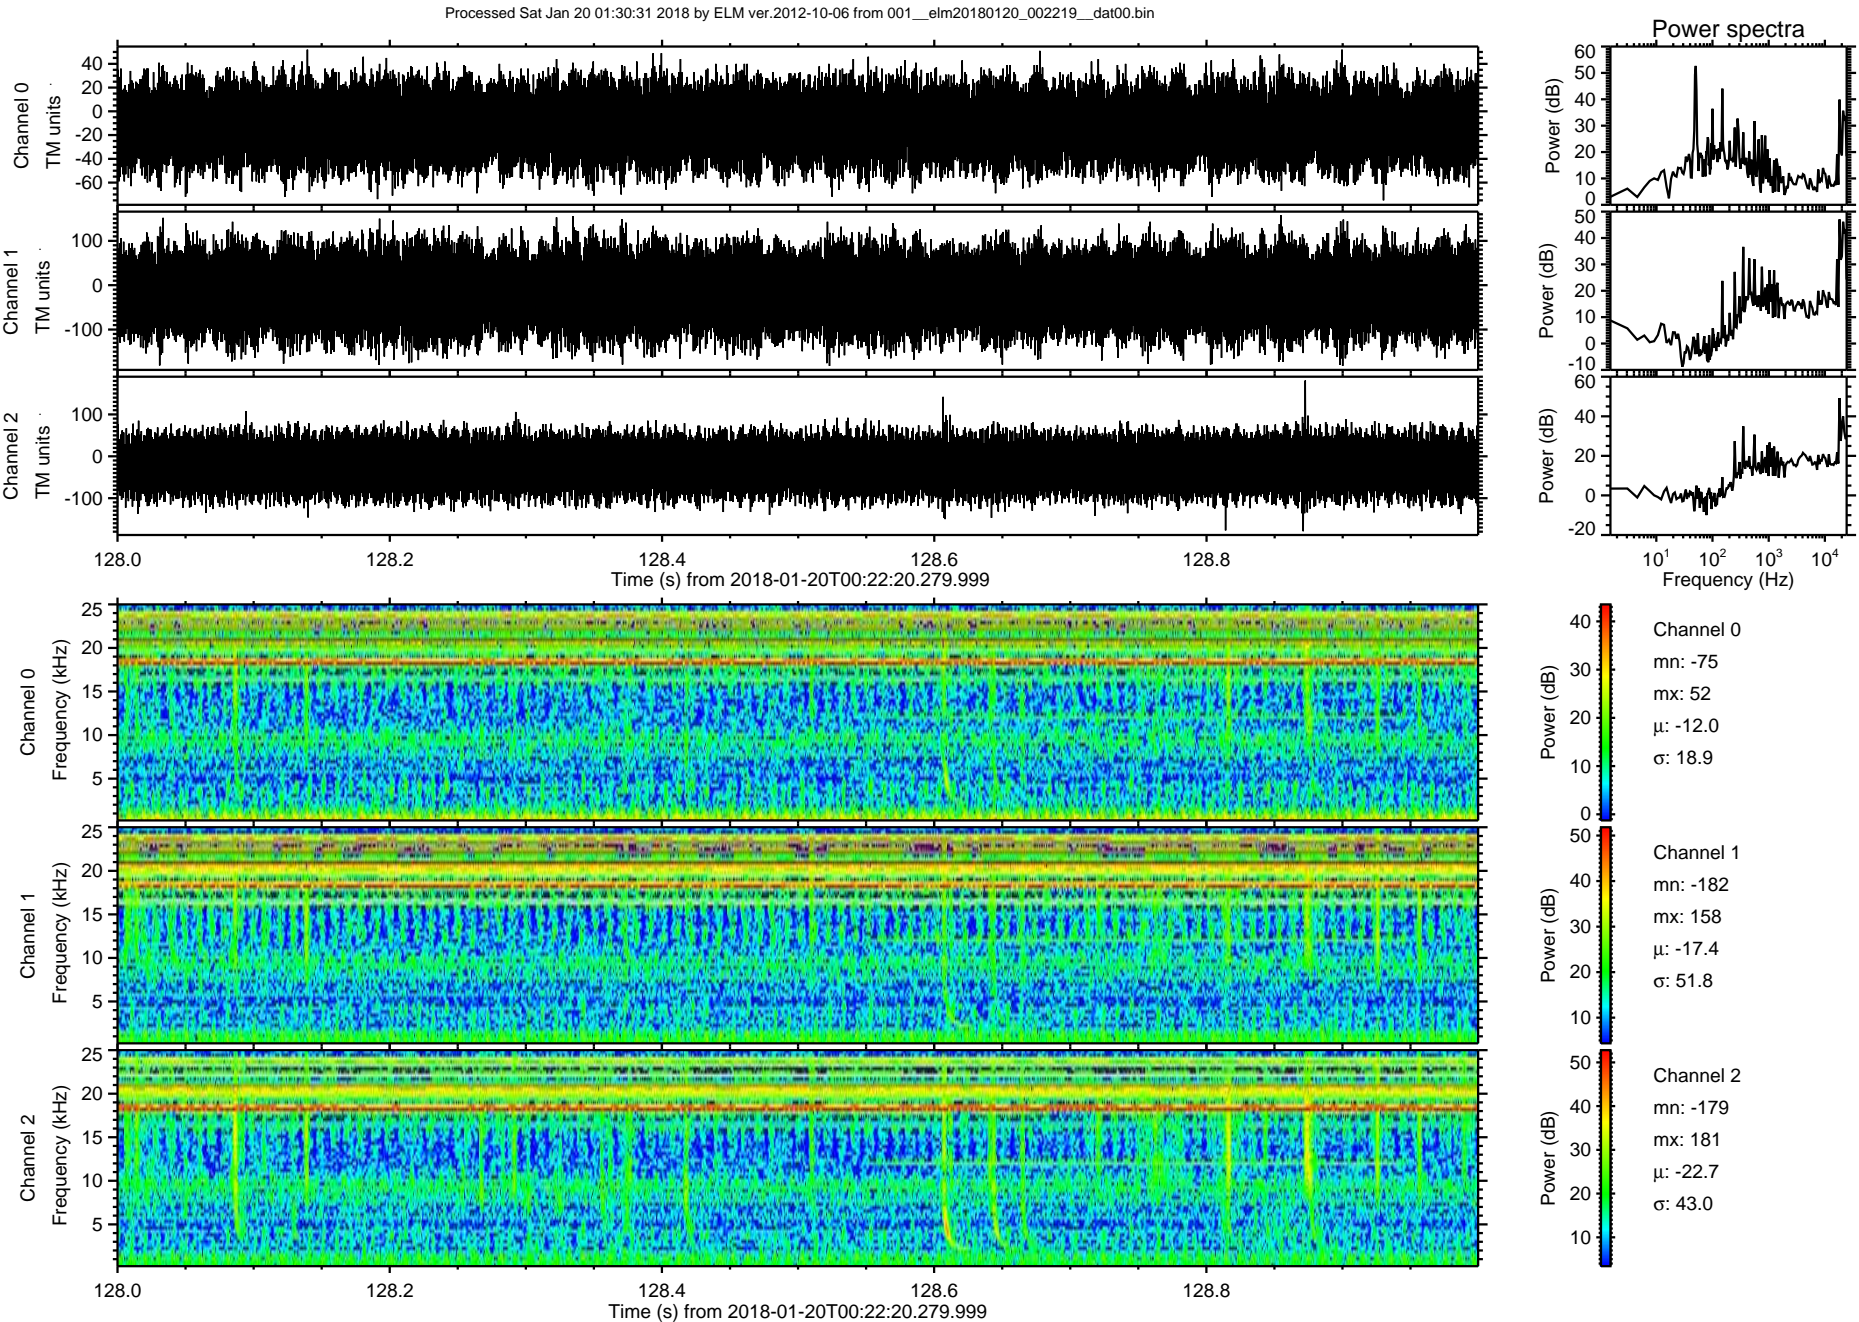 Processed Sat Jan 20 01:30:31 2018 by ELM ver.2012-10-06 from 001__elm20180120_002219__dat00.bin
Power spectra
Channel 0
TM units
40
20
0
-20
-40
-60
Power (dB)
60
50
40
30
20
10
0
Channel 1
TM units
100
0
-100
Power (dB)
50
40
30
20
10
0
-10
Channel 2
TM units
100
0
-100
Power (dB)
60
40
20
0
-20
128.0 128.2 128.4 128.6 128.8
Time (s) from 2018-01-20T00:22:20.279.999
10¹ 10² 10³ 10⁴
Frequency (Hz)
Channel 0
Frequency (kHz)
25
20
15
10
5
Power (dB)
40
30
20
10
0
Channel 0
mn: -75
mx: 52
μ: -12.0
σ: 18.9
Channel 1
Frequency (kHz)
25
20
15
10
5
Power (dB)
50
40
30
20
10
Channel 1
mn: -182
mx: 158
μ: -17.4
σ: 51.8
Channel 2
Frequency (kHz)
25
20
15
10
5
Power (dB)
50
40
30
20
10
Channel 2
mn: -179
mx: 181
μ: -22.7
σ: 43.0
128.0 128.2 128.4 128.6 128.8
Time (s) from 2018-01-20T00:22:20.279.999